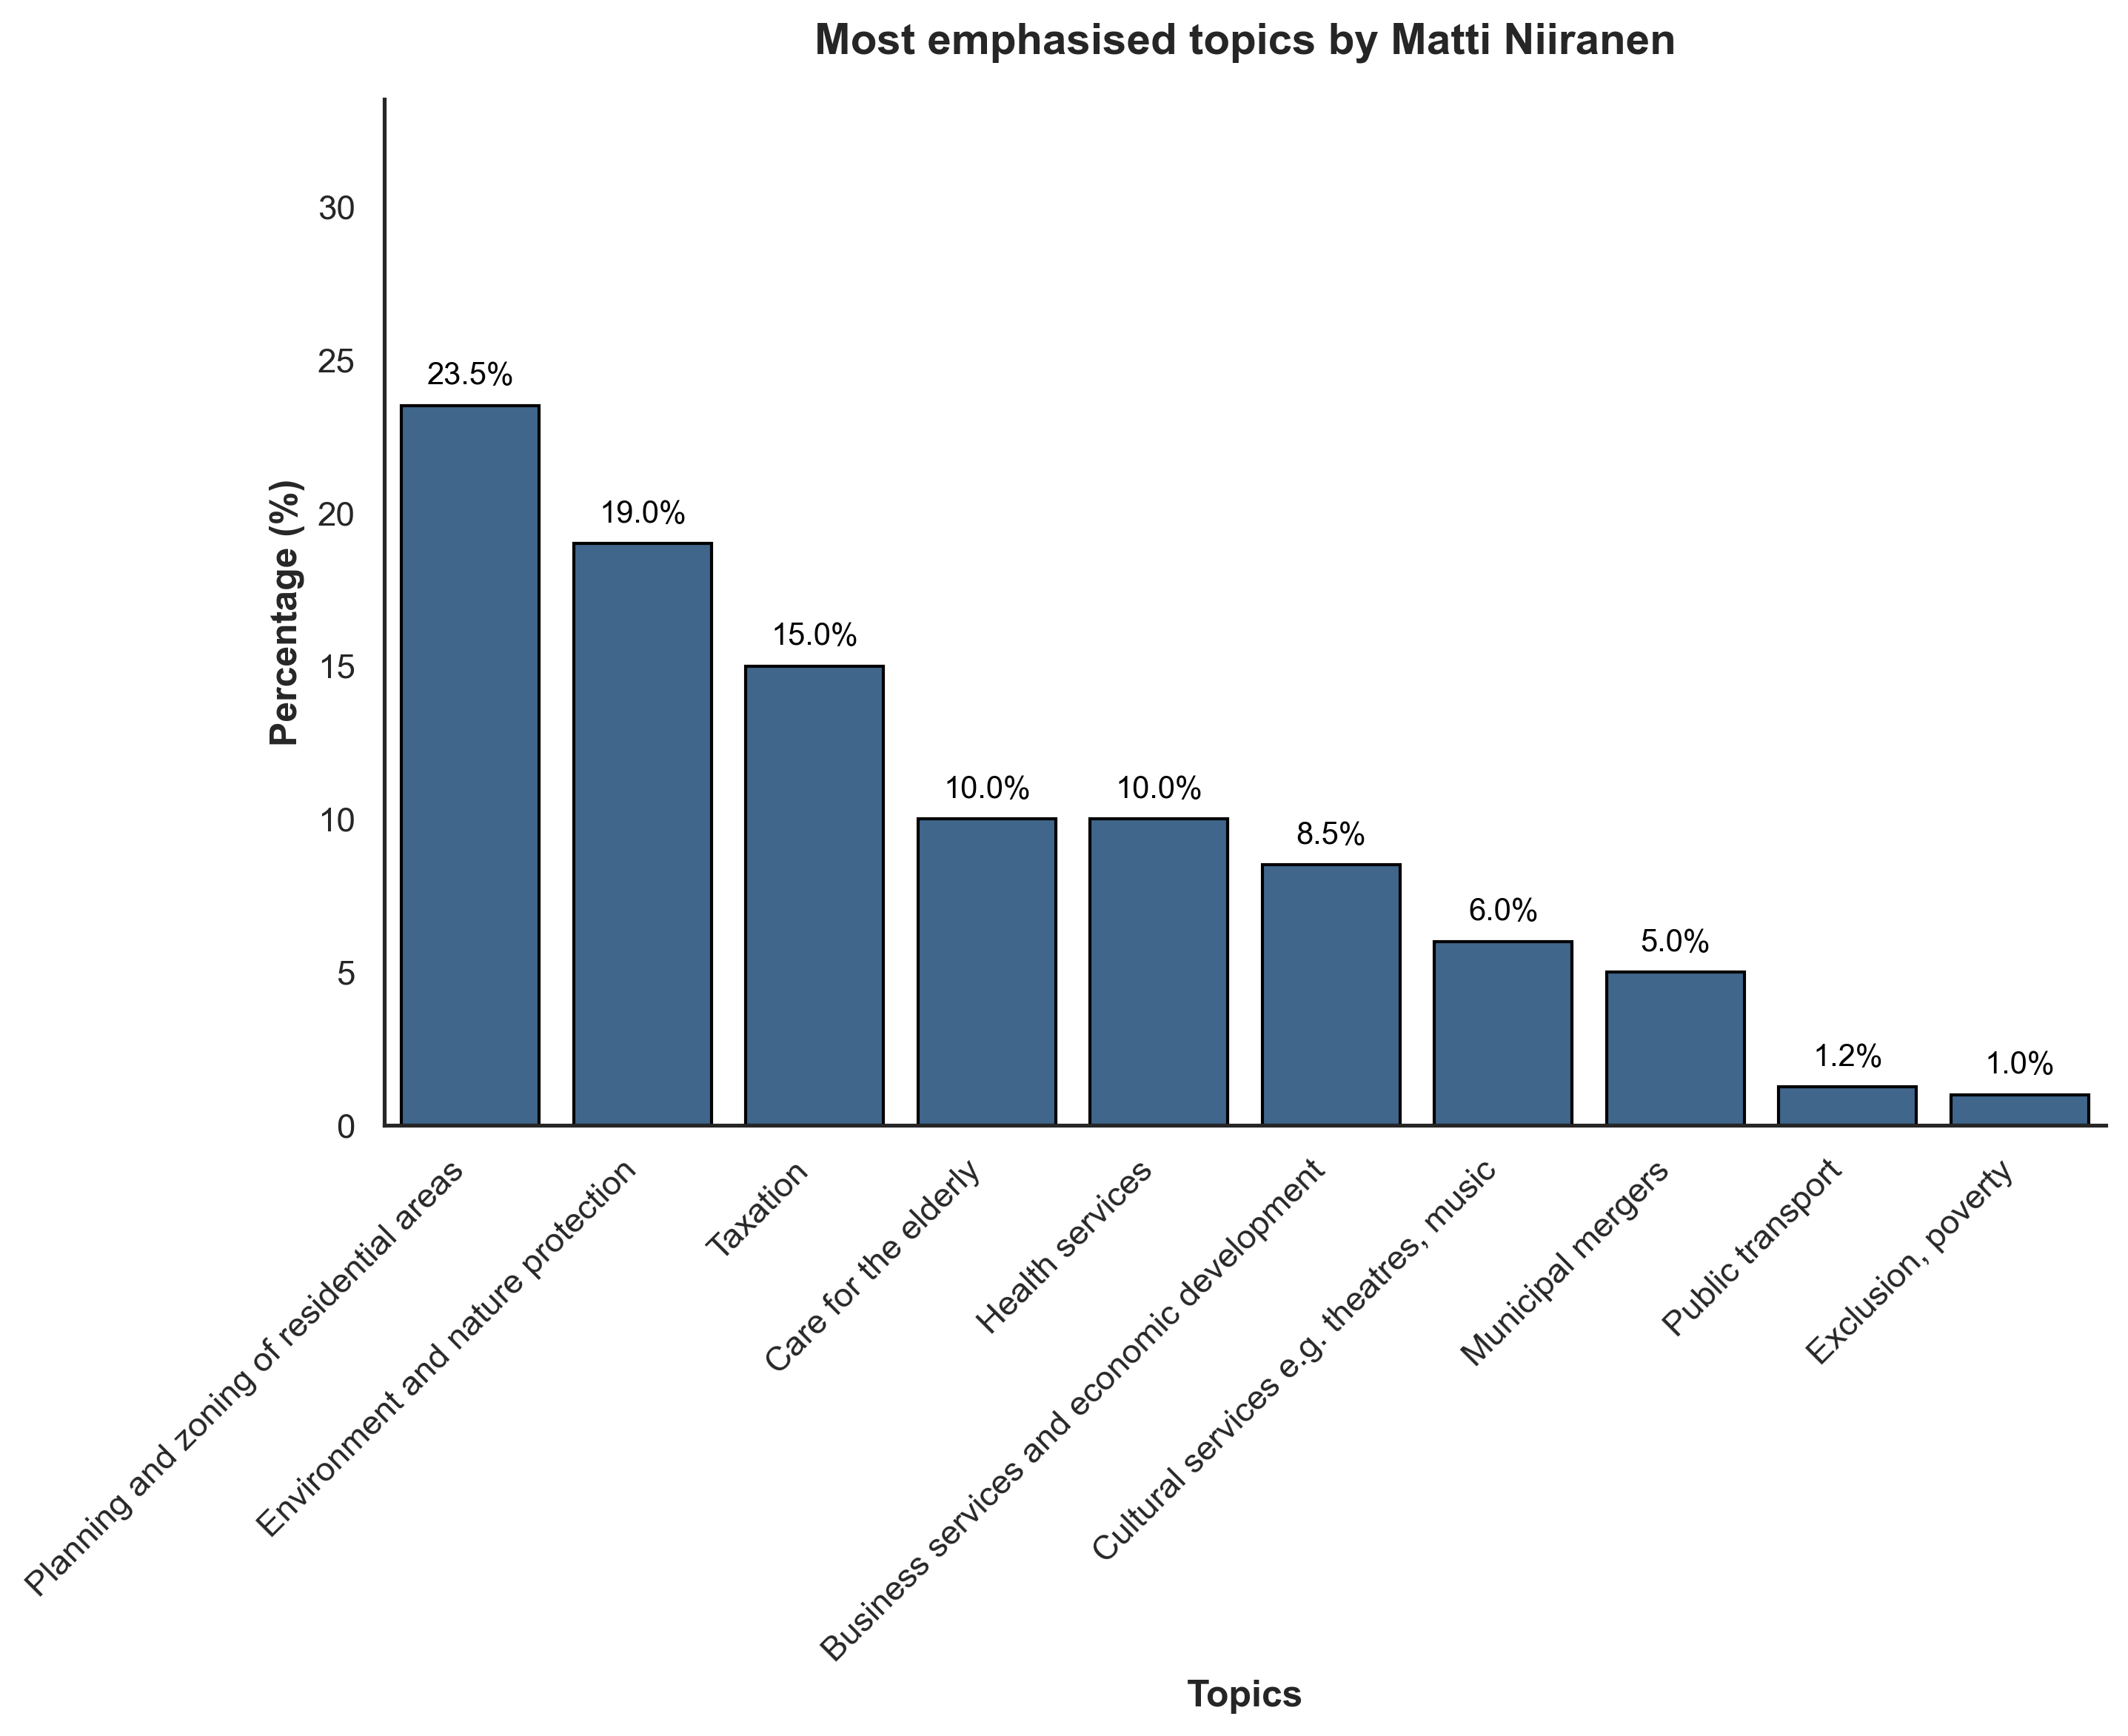 Most emphasised topics by Matti Niiranen
Percentage (%)
30
25
20
15
10
5
0
23.5%
19.0%
15.0%
10.0%
10.0%
8.5%
6.0%
5.0%
1.2%
1.0%
Planning and zoning of residential areas
Environment and nature protection
Taxation
Care for the elderly
Health services
Business services and economic development
Cultural services e.g. theatres, music
Municipal mergers
Public transport
Exclusion, poverty
Topics